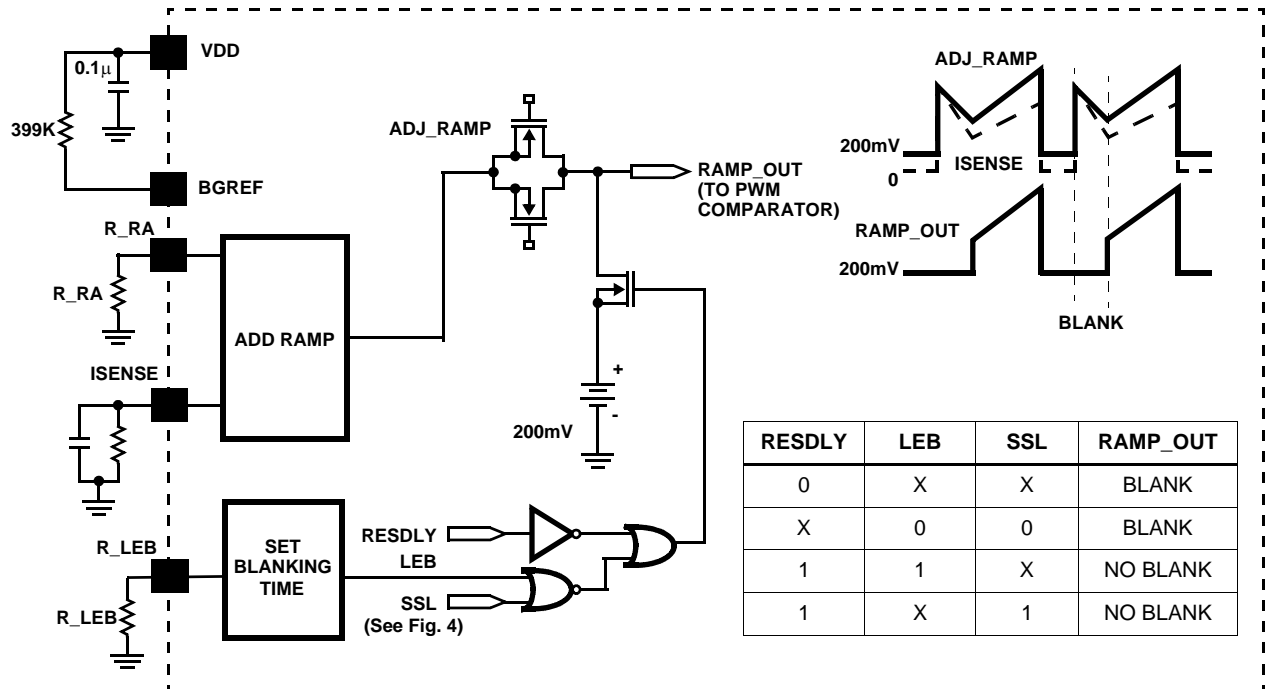 VDD
0.1μ
399K
BGREF
R_RA
R_RA
ADD RAMP
ISENSE
R_LEB
R_LEB
SET
BLANKING
TIME
ADJ_RAMP
RAMP_OUT
(TO PWM
COMPARATOR)
+
-
200mV
RESDLY
LEB
SSL
(See Fig. 4)
ADJ_RAMP
200mV
ISENSE
0
RAMP_OUT
200mV
BLANK
RESDLY LEB SSL RAMP_OUT
0 X X BLANK
X 0 0 BLANK
1 1 X NO BLANK
1 X 1 NO BLANK